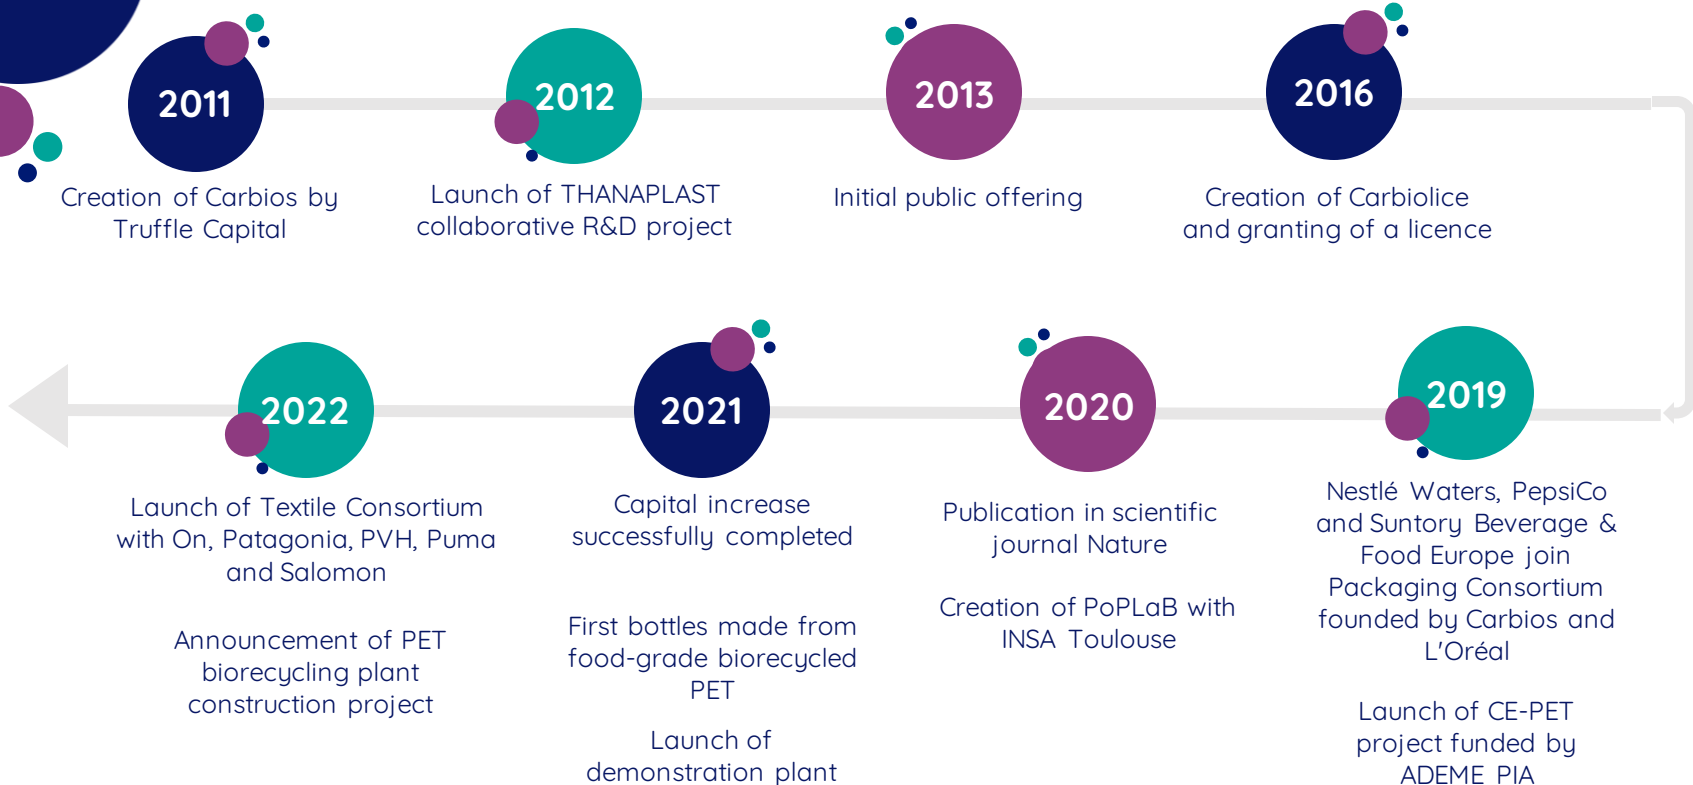 2011
Creation of Carbios by
Truffle Capital
2012
Launch of THANAPLAST
collaborative R&D project
2013
Initial public offering
2016
Creation of Carbiolice
and granting of a licence
2019
Nestlé Waters, PepsiCo
and Suntory Beverage &
Food Europe join
Packaging Consortium
founded by Carbios and
L'Oréal
Launch of CE-PET
project funded by
ADEME PIA
2020
Publication in scientific
journal Nature
Creation of PoPLaB with
INSA Toulouse
2021
Capital increase
successfully completed
First bottles made from
food-grade biorecycled
PET
Launch of
demonstration plant
2022
Launch of Textile Consortium
with On, Patagonia, PVH, Puma
and Salomon
Announcement of PET
biorecycling plant
construction project